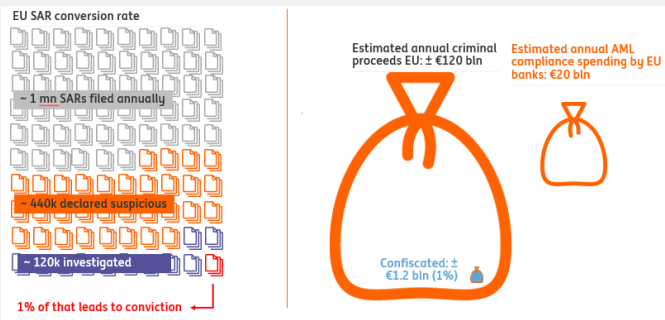 EU SAR conversion rate
~ 1 mn SARs filed annually
~ 440k declared suspicious
~ 120k investigated
1% of that leads to conviction
Estimated annual criminal
proceeds EU: ± €120 bln
Estimated annual AML
compliance spending by EU
banks: €20 bln
Confiscated: ±
€1.2 bln (1%)